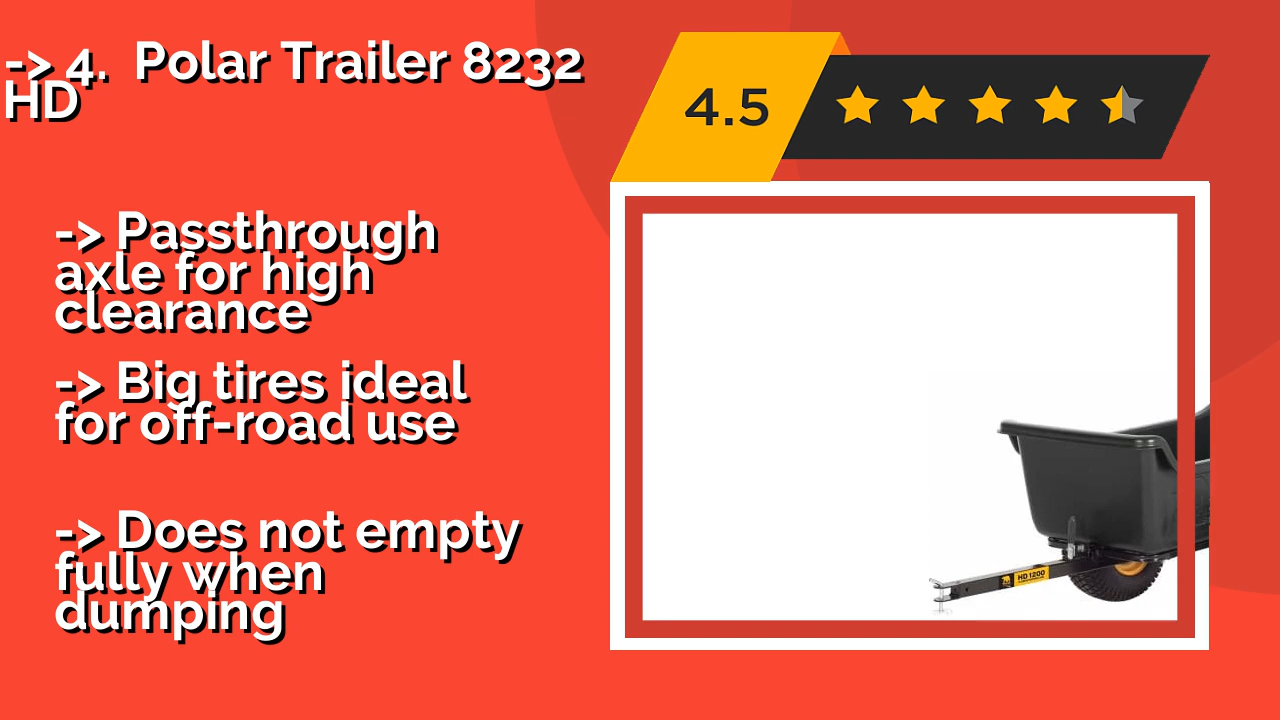 -> 4.  Polar Trailer 8232
HD
4.5
-> Passthrough
axle for high
clearance
-> Big tires ideal
for off-road use
-> Does not empty
fully when
dumping
HD 1200